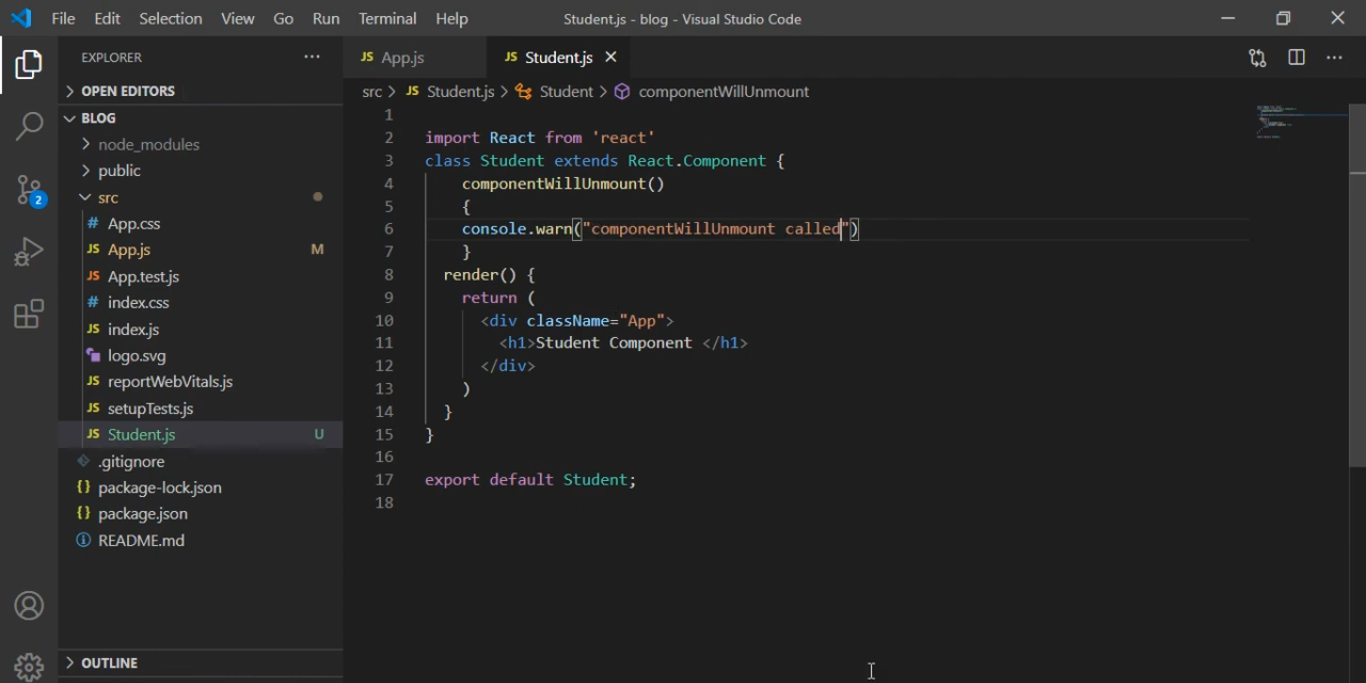 File Edit Selection View Go Run Terminal Help Student.js - blog - Visual Studio Code
EXPLORER
OPEN EDITORS
BLOG
node_modules
public
src
# App.css
JS App.js M
JS App.test.js
# index.css
JS index.js
logo.svg
JS reportWebVitals.js
JS setupTests.js
JS Student.js U
.gitignore
{} package-lock.json
{} package.json
README.md
OUTLINE
2
JS App.js JS Student.js
src > JS Student.js > Student > componentWillUnmount
1
2 import React from 'react'
3 class Student extends React.Component {
4 componentWillUnmount()
5 {
6 console.warn("componentWillUnmount called")
7 }
8 render() {
9 return (
10 <div className="App">
11 <h1>Student Component </h1>
12 </div>
13 )
14 }
15 }
16
17 export default Student;
18